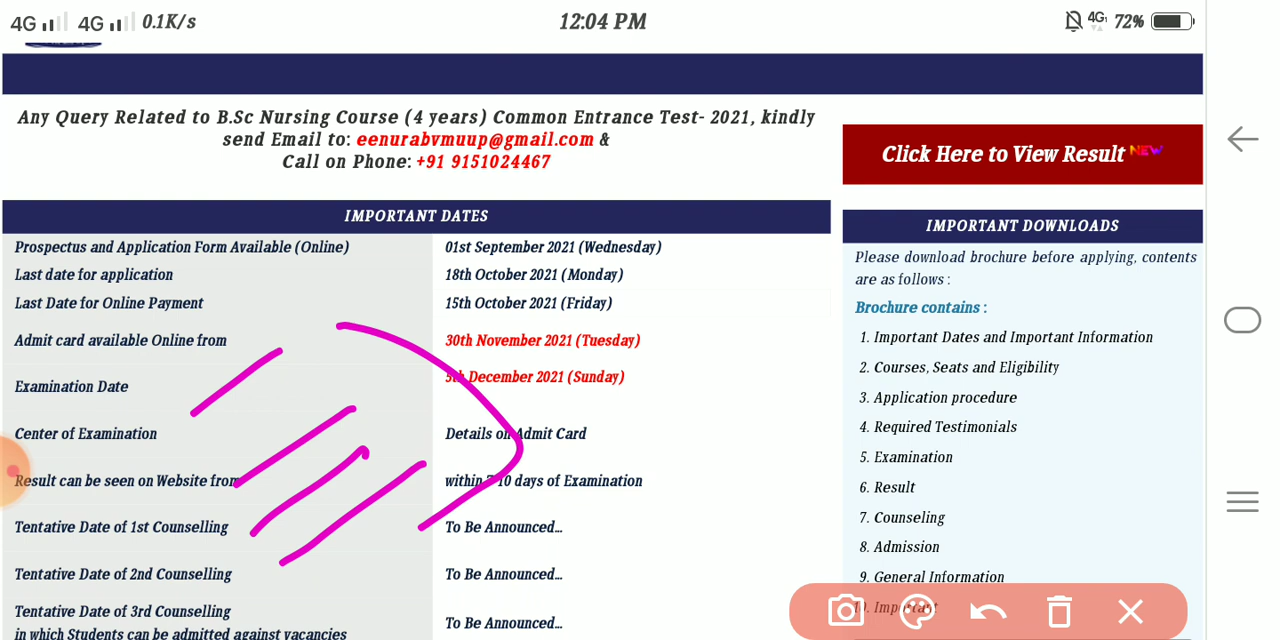 4G 4G 0.1K/s
12:04 PM
4G 72%
Any Query Related to B.Sc Nursing Course (4 years) Common Entrance Test- 2021, kindly
send Email to: eenurabvmuup@gmail.com &
Call on Phone: +91 9151024467
Click Here to View Result NEW
IMPORTANT DATES
Prospectus and Application Form Available (Online) 01st September 2021 (Wednesday)
Last date for application 18th October 2021 (Monday)
Last Date for Online Payment 15th October 2021 (Friday)
Admit card available Online from 30th November 2021 (Tuesday)
Examination Date 5th December 2021 (Sunday)
Center of Examination Details on Admit Card
Result can be seen on Website from within 7-10 days of Examination
Tentative Date of 1st Counselling To Be Announced...
Tentative Date of 2nd Counselling To Be Announced...
Tentative Date of 3rd Counselling
in which Students can be admitted against vacancies To Be Announced...
IMPORTANT DOWNLOADS
Please download brochure before applying, contents
are as follows :
Brochure contains :
1. Important Dates and Important Information
2. Courses, Seats and Eligibility
3. Application procedure
4. Required Testimonials
5. Examination
6. Result
7. Counseling
8. Admission
9. General Information
10. Important